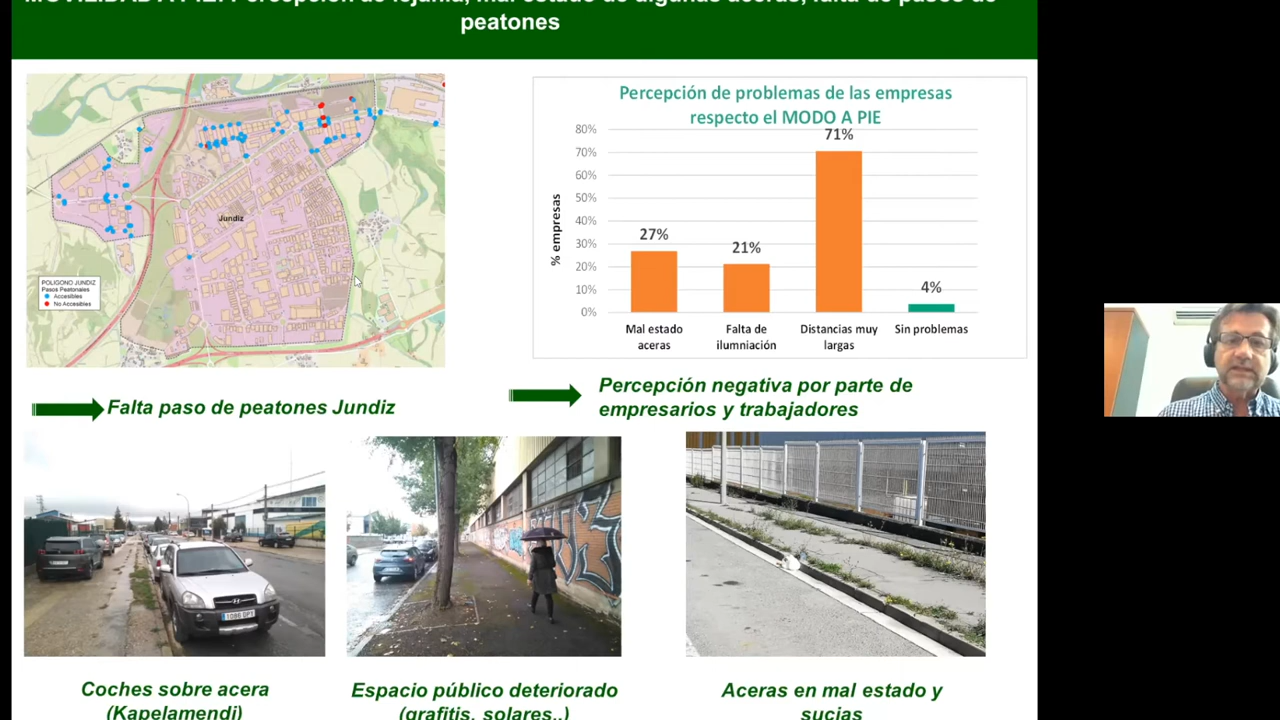 MOVILIDAD A PIE: Percepción de lejanía, mal estado de algunas aceras, falta de pasos de
peatones
Jundiz
POLIGONO JUNDIZ
Pasos Peatonales
Accesibles
No Accesibles
Percepción de problemas de las empresas
respecto el MODO A PIE
% empresas
80%
70%
60%
50%
40%
30%
20%
10%
0%
27%
21%
71%
4%
Mal estado
aceras
Falta de
ilumniación
Distancias muy
largas
Sin problemas
Falta paso de peatones Jundiz
Percepción negativa por parte de
empresarios y trabajadores
Coches sobre acera
(Kapelamendi)
Espacio público deteriorado
(grafitis, solares..)
Aceras en mal estado y
sucias